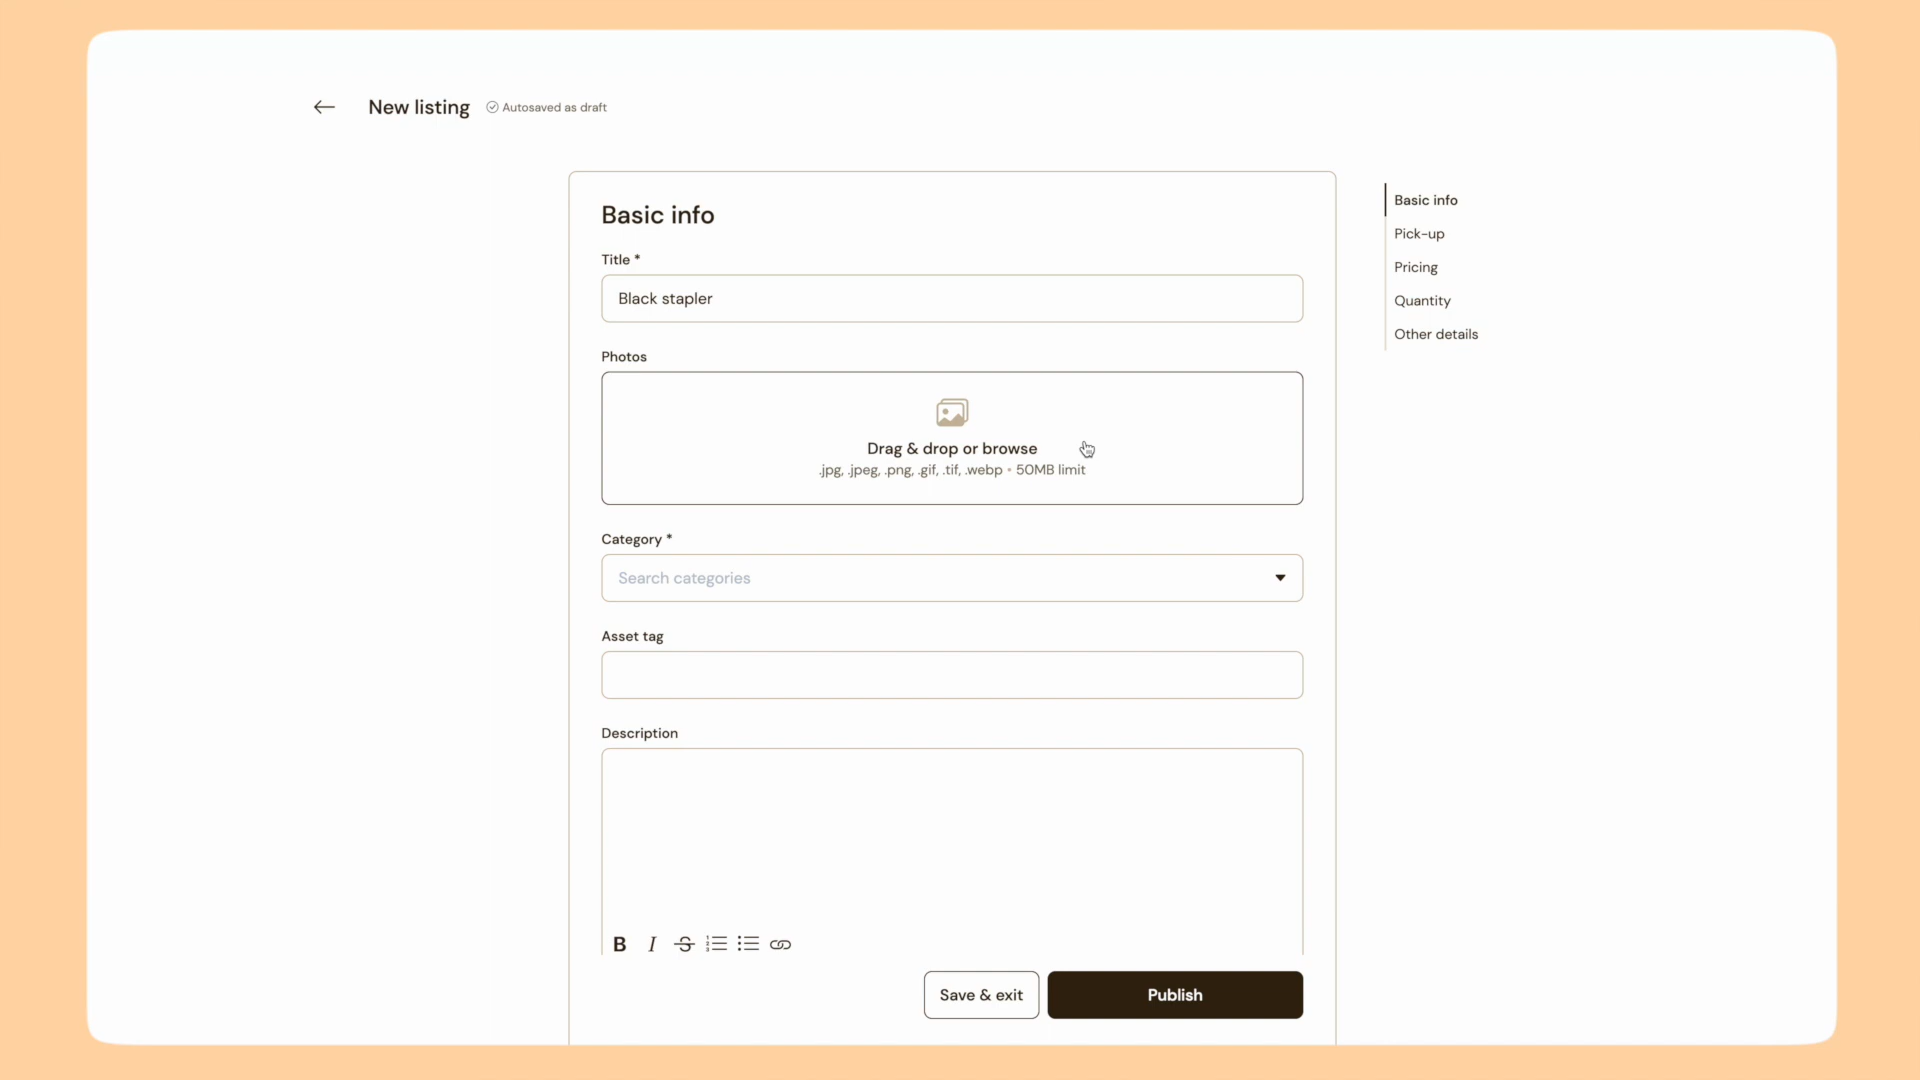 New listing
Autosaved as draft
Basic info
Title *
Black stapler
Photos
Drag & drop or browse
.jpg, .jpeg, .png, .gif, .tif, .webp • 50MB limit
Category *
Search categories
Asset tag
Description
B I S
Save & exit
Publish
Basic info
Pick-up
Pricing
Quantity
Other details